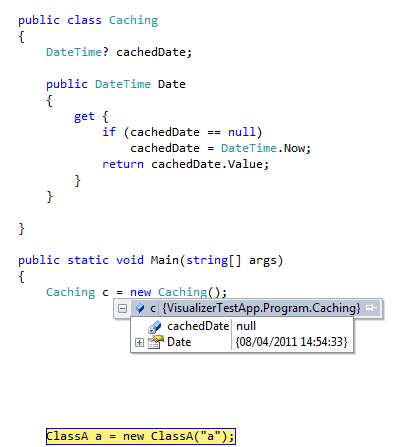 public class Caching
{
DateTime? cachedDate;
public DateTime Date
{
get {
if (cachedDate == null)
cachedDate = DateTime.Now;
return cachedDate.Value;
}
}
}
public static void Main(string[] args)
{
Caching c = new Caching();
c {VisualizerTestApp.Program.Caching}
cachedDate null
Date {08/04/2011 14:54:33}
ClassA a = new ClassA("a");